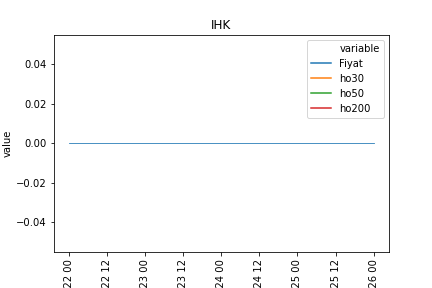 IHK
variable
Fiyat
ho30
ho50
ho200
value
0.04
0.02
0.00
−0.02
−0.04
22 00
22 12
23 00
23 12
24 00
24 12
25 00
25 12
26 00